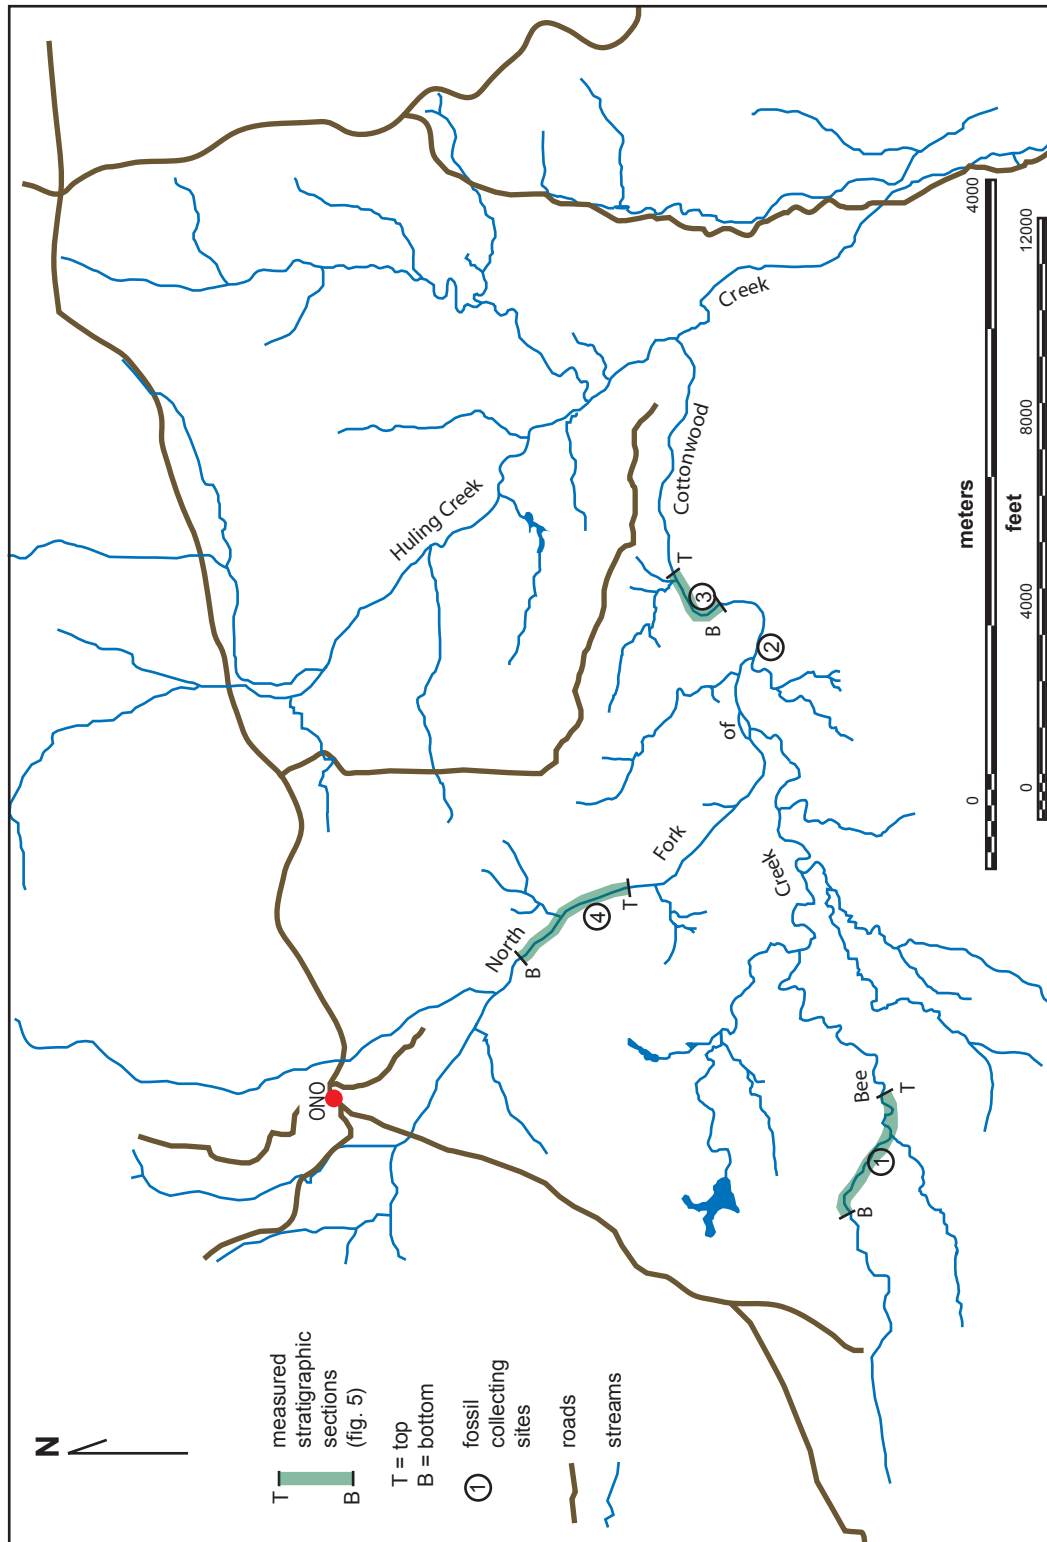 N
T
B
measured
stratigraphic
sections
(fig. 5)
T = top
B = bottom
1
fossil
collecting
sites
roads
streams
ONO
North
Fork
of
Cottonwood
Creek
Huling Creek
Bee
Creek
B
4
T
B
1
T
2
B
3
T
0
4000
meters
feet
0
4000
8000
12000